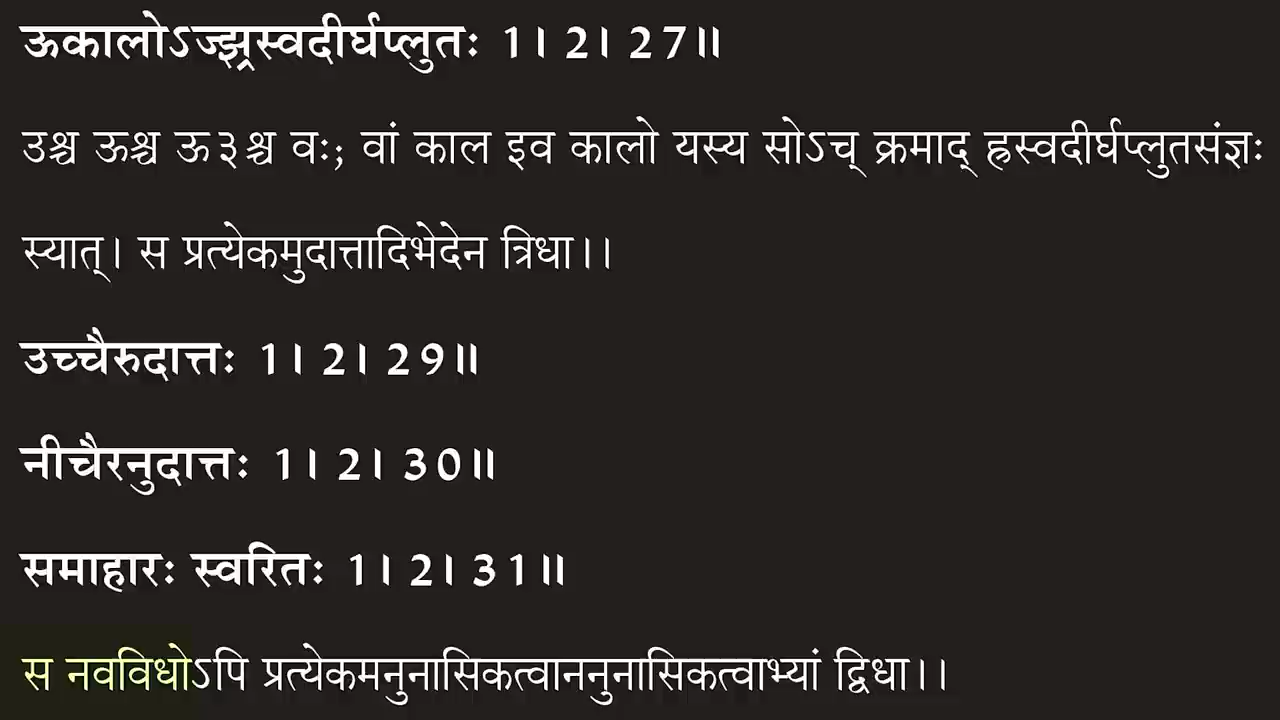 ऊकालोऽज्झ्रस्वदीर्घप्लुतः 1। 2। 27॥
उश्च ऊश्च ऊ३श्च वः; वां काल इव कालो यस्य सोऽच् क्रमाद् ह्रस्वदीर्घप्लुतसंज्ञः
स्यात्। स प्रत्येकमुदात्तादिभेदेन त्रिधा।।
उच्चैरुदात्तः 1। 2। 29॥
नीचैरनुदात्तः 1। 2। 30॥
समाहारः स्वरितः 1। 2। 31॥
स नवविधोऽपि प्रत्येकमनुनासिकत्वाननुनासिकत्वाभ्यां द्विधा।।